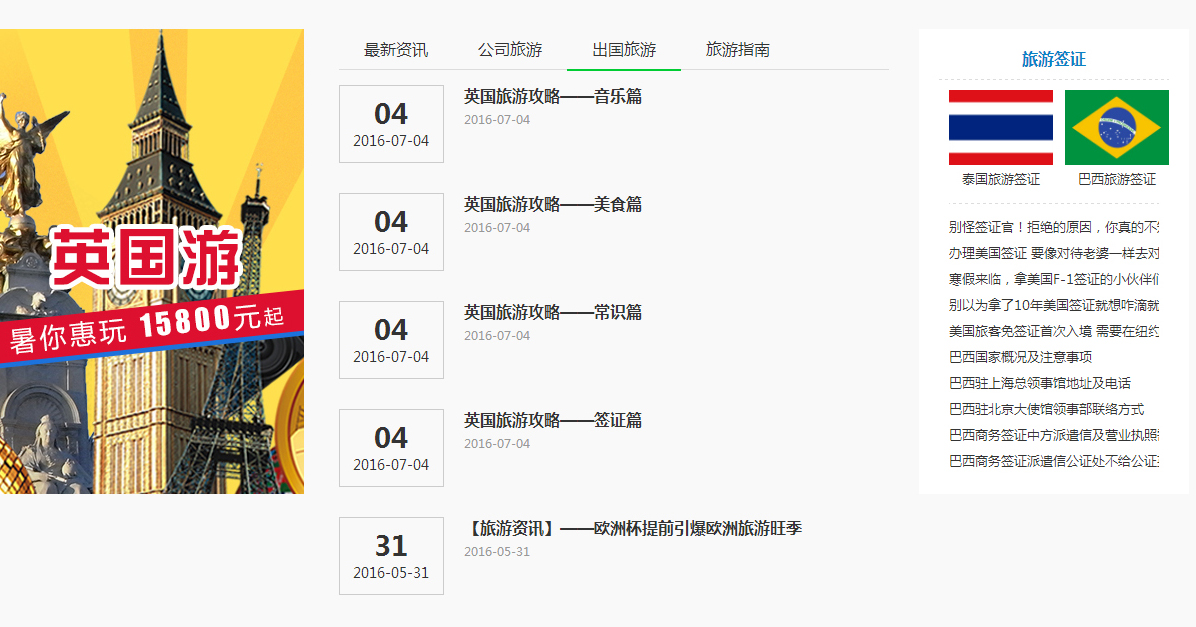 英国游
暑你惠玩 15800元起
最新资讯 公司旅游 出国旅游 旅游指南
04
2016-07-04
英国旅游攻略——音乐篇
2016-07-04
04
2016-07-04
英国旅游攻略——美食篇
2016-07-04
04
2016-07-04
英国旅游攻略——常识篇
2016-07-04
04
2016-07-04
英国旅游攻略——签证篇
2016-07-04
31
2016-05-31
【旅游资讯】——欧洲杯提前引爆欧洲旅游旺季
2016-05-31
旅游签证
泰国旅游签证 巴西旅游签证
别怪签证官！拒绝的原因，你真的不
办理美国签证 要像对待老婆一样去对
寒假来临，拿美国F-1签证的小伙伴们
别以为拿了10年美国签证就想咋滴就
美国旅客免签证首次入境 需要在纽约
巴西国家概况及注意事项
巴西驻上海总领事馆地址及电话
巴西驻北京大使馆领事部联络方式
巴西商务签证中方派遣信及营业执照
巴西商务签证派遣信公证处不给公证